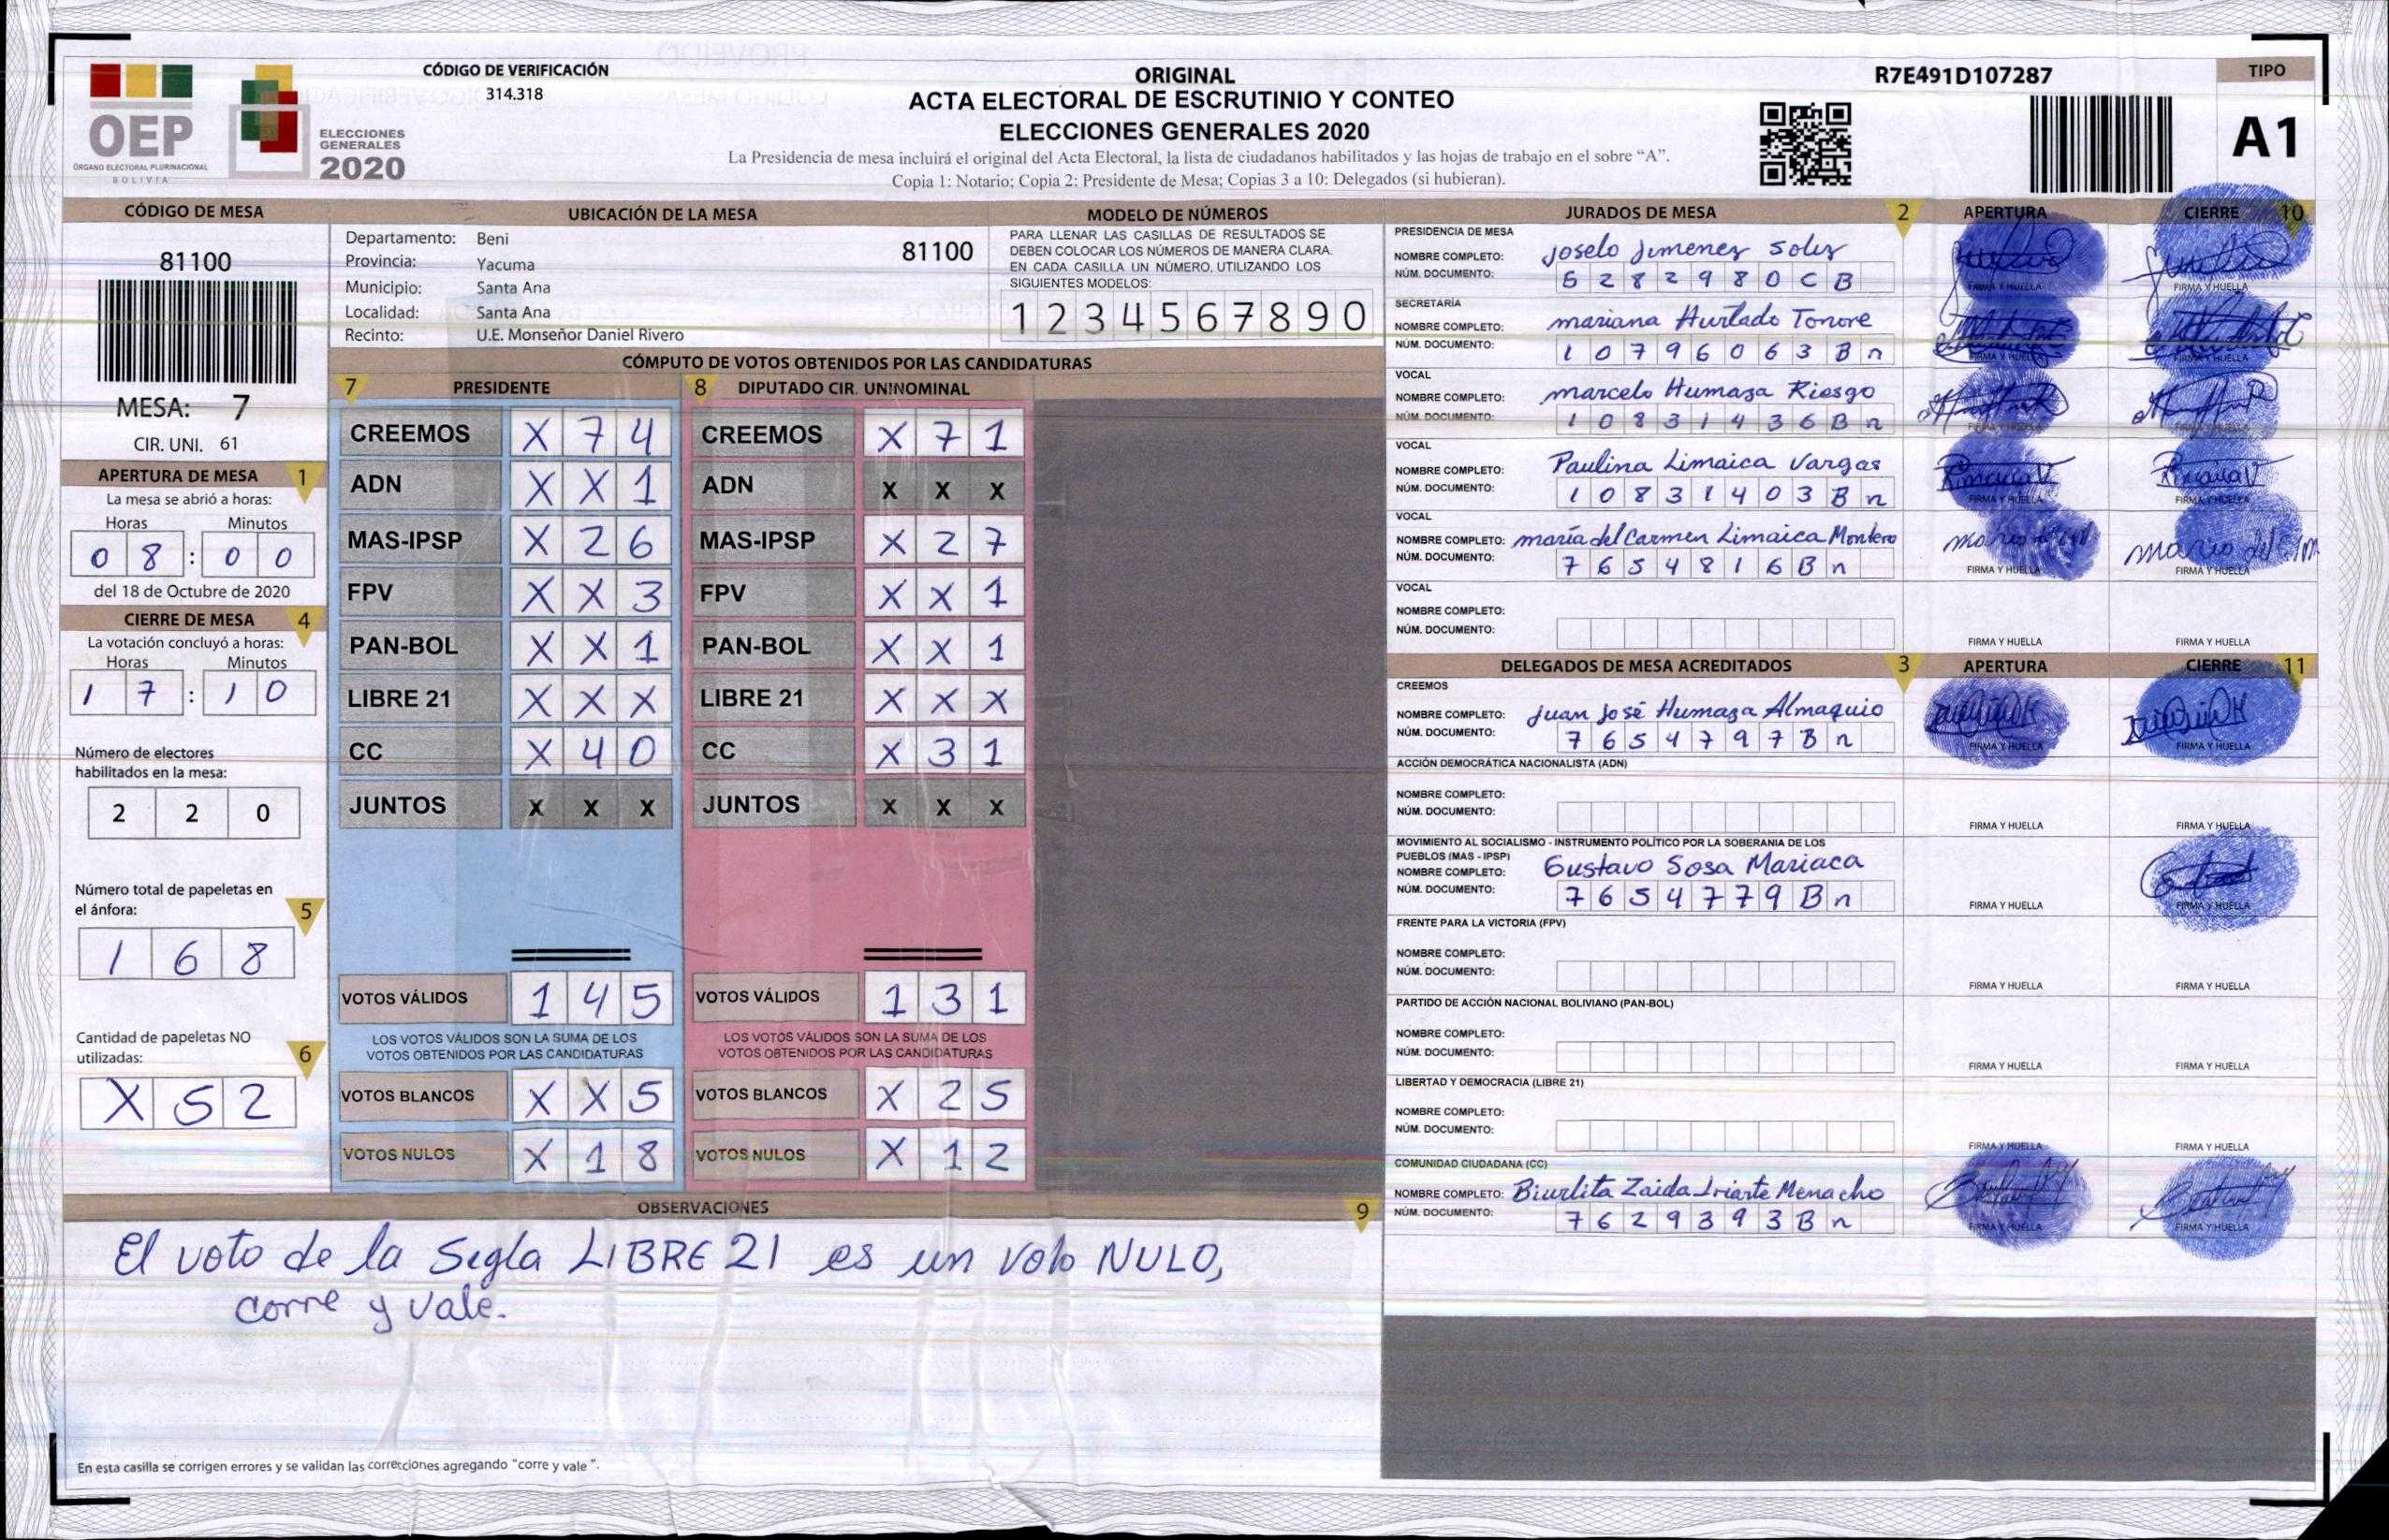 CÓDIGO DE VERIFICACIÓN
314.318
OEP
ÓRGANO ELECTORAL PLURINACIONAL
BOLIVIA
ELECCIONES
GENERALES
2020
ORIGINAL
ACTA ELECTORAL DE ESCRUTINIO Y CONTEO
ELECCIONES GENERALES 2020
La Presidencia de mesa incluirá el original del Acta Electoral, la lista de ciudadanos habilitados y las hojas de trabajo en el sobre “A”.
Copia 1: Notario; Copia 2: Presidente de Mesa; Copias 3 a 10: Delegados (si hubieran).
R7E491D107287
TIPO
A1
CÓDIGO DE MESA
81100
MESA: 7
CIR. UNI. 61
APERTURA DE MESA 1
La mesa se abrió a horas:
Horas Minutos
0 8 : 0 0
del 18 de Octubre de 2020
CIERRE DE MESA 4
La votación concluyó a horas:
Horas Minutos
1 7 : 1 0
Número de electores
habilitados en la mesa:
2 2 0
Número total de papeletas en
el ánfora: 5
1 6 8
Cantidad de papeletas NO
utilizadas: 6
X 5 2
UBICACIÓN DE LA MESA
Departamento: Beni 81100
Provincia: Yacuma
Municipio: Santa Ana
Localidad: Santa Ana
Recinto: U.E. Monseñor Daniel Rivero
MODELO DE NÚMEROS
PARA LLENAR LAS CASILLAS DE RESULTADOS SE
DEBEN COLOCAR LOS NÚMEROS DE MANERA CLARA.
EN CADA CASILLA UN NÚMERO, UTILIZANDO LOS
SIGUIENTES MODELOS:
1 2 3 4 5 6 7 8 9 0
CÓMPUTO DE VOTOS OBTENIDOS POR LAS CANDIDATURAS
7 PRESIDENTE
CREEMOS X 7 4
ADN X X 1
MAS-IPSP X 2 6
FPV X X 3
PAN-BOL X X 1
LIBRE 21 X X X
CC X 4 0
JUNTOS X X X
VOTOS VÁLIDOS 1 4 5
LOS VOTOS VÁLIDOS SON LA SUMA DE LOS
VOTOS OBTENIDOS POR LAS CANDIDATURAS
VOTOS BLANCOS X X 5
VOTOS NULOS X 1 8
8 DIPUTADO CIR. UNINOMINAL
CREEMOS X 7 1
ADN X X X
MAS-IPSP X 2 7
FPV X X 1
PAN-BOL X X 1
LIBRE 21 X X X
CC X 3 1
JUNTOS X X X
VOTOS VÁLIDOS 1 3 1
LOS VOTOS VÁLIDOS SON LA SUMA DE LOS
VOTOS OBTENIDOS POR LAS CANDIDATURAS
VOTOS BLANCOS X 2 5
VOTOS NULOS X 1 2
OBSERVACIONES 9
El voto de la Sigla LIBRE 21 es un voto NULO,
corre y vale.
En esta casilla se corrigen errores y se validan las correcciones agregando "corre y vale ".
JURADOS DE MESA 2 APERTURA CIERRE 10
PRESIDENCIA DE MESA
NOMBRE COMPLETO: Joselo Jimenez Soliz
NÚM. DOCUMENTO: 5 2 8 2 9 8 0 C B
FIRMA Y HUELLA FIRMA Y HUELLA
SECRETARÍA
NOMBRE COMPLETO: mariana Hurtado Tonore
NÚM. DOCUMENTO: 1 0 7 9 6 0 6 3 B n
FIRMA Y HUELLA FIRMA Y HUELLA
VOCAL
NOMBRE COMPLETO: marcelo Humaza Riesgo
NÚM. DOCUMENTO: 1 0 8 3 1 4 3 6 B n
FIRMA Y HUELLA FIRMA Y HUELLA
VOCAL
NOMBRE COMPLETO: Paulina Limaica Vargas
NÚM. DOCUMENTO: 1 0 8 3 1 4 0 3 B n
FIRMA Y HUELLA FIRMA Y HUELLA
VOCAL
NOMBRE COMPLETO: maría del Carmen Limaica Montero
NÚM. DOCUMENTO: 7 6 5 4 8 1 6 B n
FIRMA Y HUELLA FIRMA Y HUELLA
VOCAL
NOMBRE COMPLETO:
NÚM. DOCUMENTO:
FIRMA Y HUELLA FIRMA Y HUELLA
DELEGADOS DE MESA ACREDITADOS 3 APERTURA CIERRE 11
CREEMOS
NOMBRE COMPLETO: Juan José Humaza Almaquio
NÚM. DOCUMENTO: 7 6 5 4 7 9 7 B n
FIRMA Y HUELLA FIRMA Y HUELLA
ACCIÓN DEMOCRÁTICA NACIONALISTA (ADN)
NOMBRE COMPLETO:
NÚM. DOCUMENTO:
FIRMA Y HUELLA FIRMA Y HUELLA
MOVIMIENTO AL SOCIALISMO - INSTRUMENTO POLÍTICO POR LA SOBERANIA DE LOS
PUEBLOS (MAS - IPSP)
NOMBRE COMPLETO: Gustavo Sosa Mariaca
NÚM. DOCUMENTO: 7 6 5 4 7 7 9 B n
FIRMA Y HUELLA FIRMA Y HUELLA
FRENTE PARA LA VICTORIA (FPV)
NOMBRE COMPLETO:
NÚM. DOCUMENTO:
FIRMA Y HUELLA FIRMA Y HUELLA
PARTIDO DE ACCIÓN NACIONAL BOLIVIANO (PAN-BOL)
NOMBRE COMPLETO:
NÚM. DOCUMENTO:
FIRMA Y HUELLA FIRMA Y HUELLA
LIBERTAD Y DEMOCRACIA (LIBRE 21)
NOMBRE COMPLETO:
NÚM. DOCUMENTO:
FIRMA Y HUELLA FIRMA Y HUELLA
COMUNIDAD CIUDADANA (CC)
NOMBRE COMPLETO: Biurlita Zaida Iriarte Menacho
NÚM. DOCUMENTO: 7 6 2 9 3 9 3 B n
FIRMA Y HUELLA FIRMA Y HUELLA